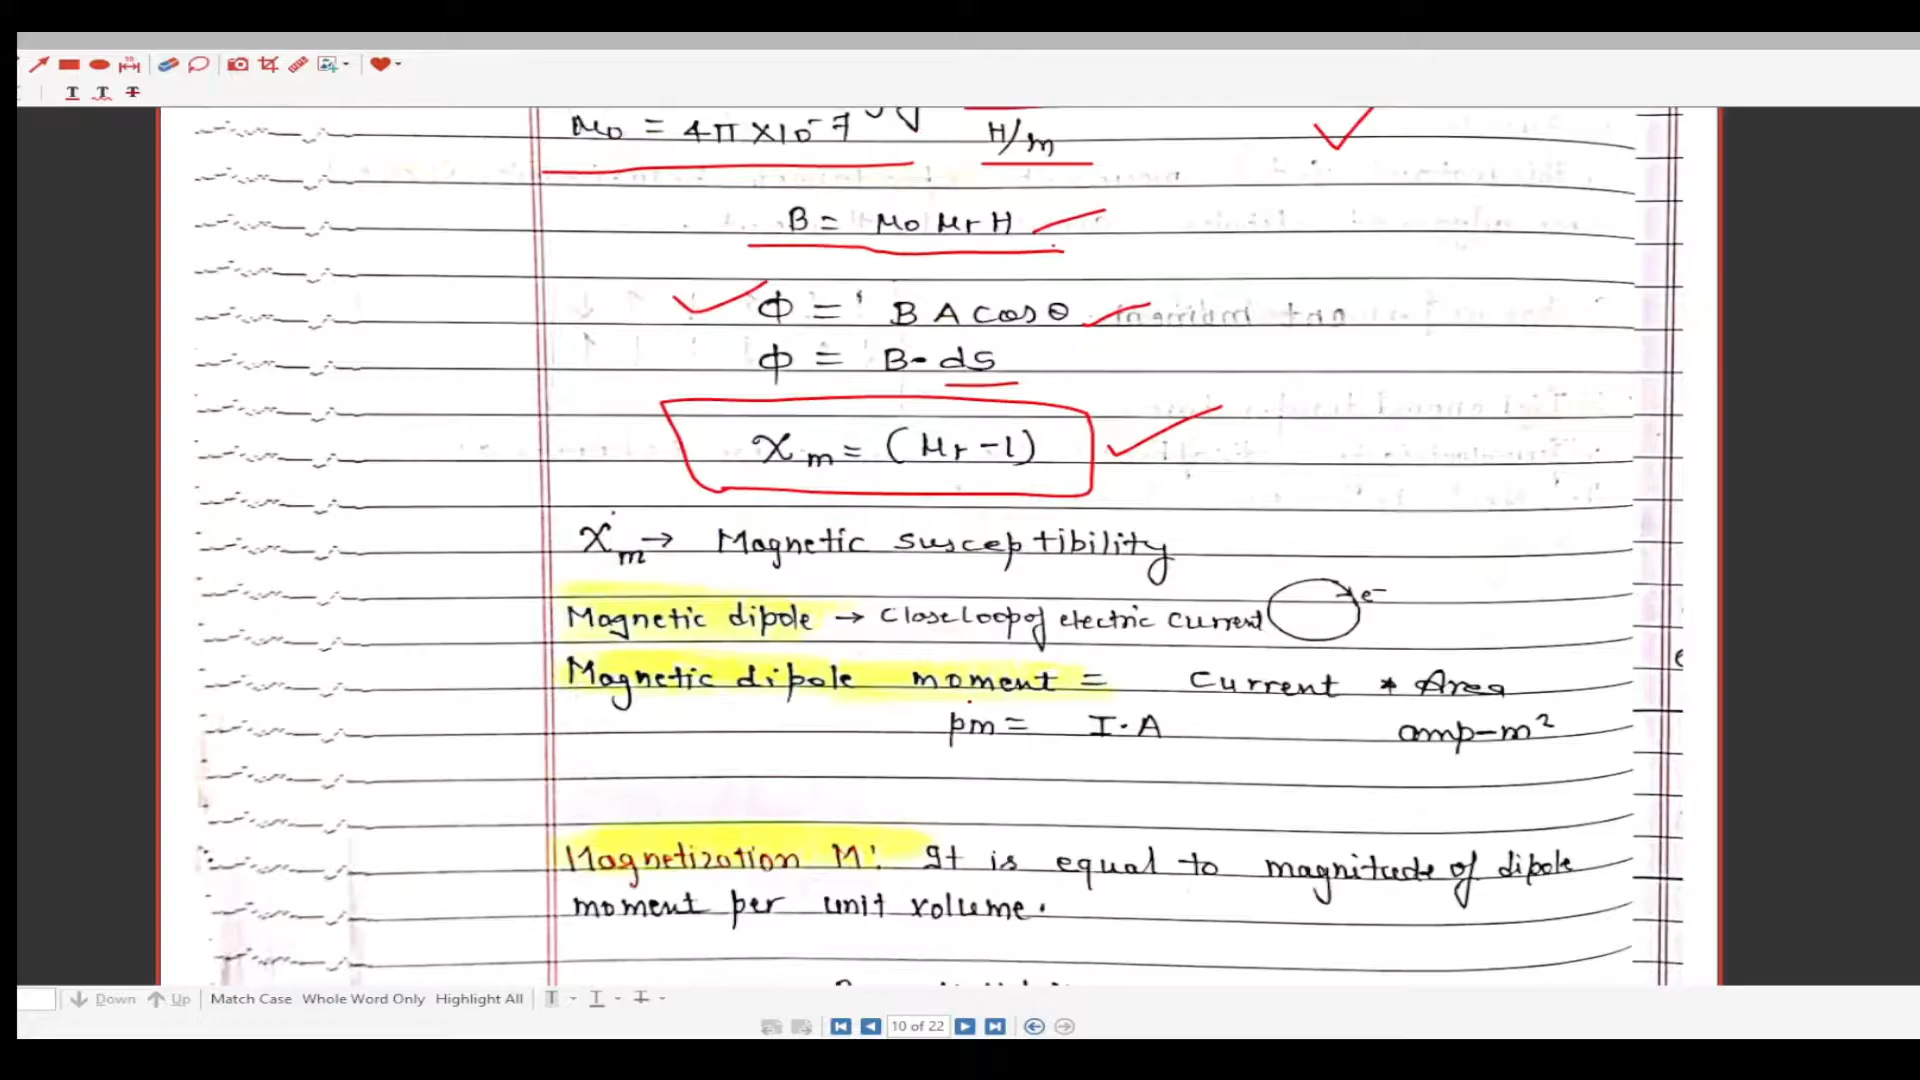 μ0 = 4π×10⁻⁷ H/m
B = μ0 μr H
Φ = B A cos θ
Φ = B · ds
χm = (μr - 1)
χm → Magnetic susceptibility
Magnetic dipole → Close loop of electric current e⁻
Magnetic dipole moment = Current * Area
pm = I·A amp-m²
Magnetization M: It is equal to magnitude of dipole
moment per unit volume.
Down Up Match Case Whole Word Only Highlight All
10 of 22